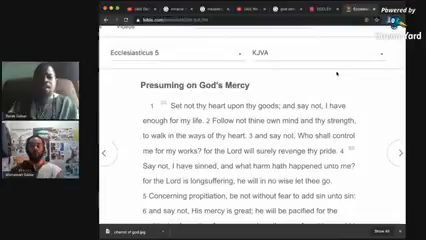 Powered by
StreamYard
Ecclesiasticus 5
KJVA
Presuming on God's Mercy
1 Set not thy heart upon thy goods; and say not, I have
enough for my life. 2 Follow not thine own mind and thy strength,
to walk in the ways of thy heart. 3 and say not, Who shall control
me for my works? for the Lord will surely revenge thy pride. 4
Say not, I have sinned, and what harm hath happened unto me?
for the Lord is longsuffering, he will in no wise let thee go.
5 Concerning propitiation, be not without fear to add sin unto sin:
6 and say not, His mercy is great; he will be pacified for the
Show All